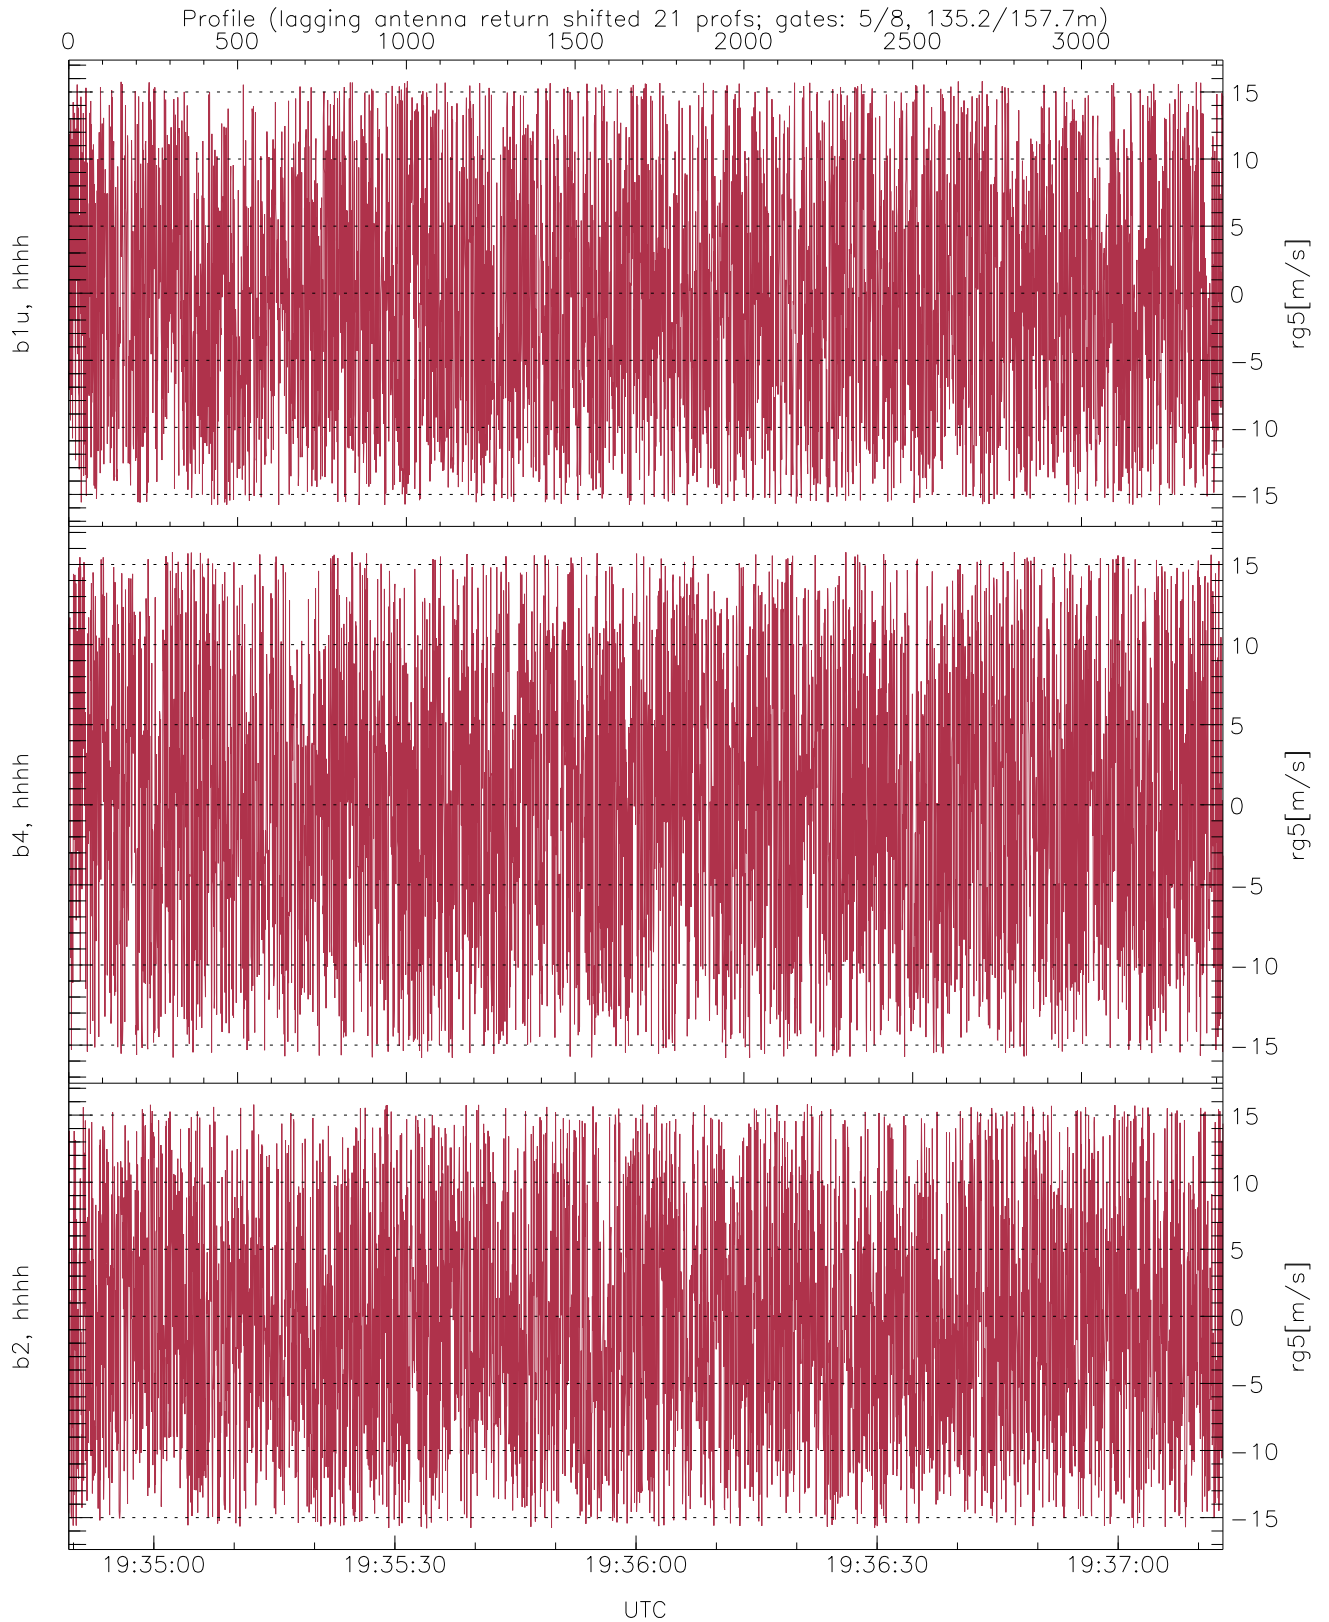 Profile (lagging antenna return shifted 21 profs; gates: 5/8, 135.2/157.7m)
0 500 1000 1500 2000 2500 3000
b1u, hhhh
15
10
5
0
-5
-10
-15
rg5[m/s]
b4, hhhh
15
10
5
0
-5
-10
-15
rg5[m/s]
b2, hhhh
15
10
5
0
-5
-10
-15
rg5[m/s]
19:35:00 19:35:30 19:36:00 19:36:30 19:37:00
UTC